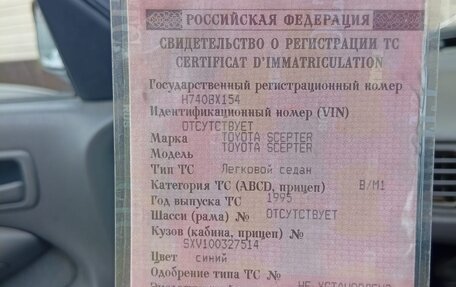 РОССИЙСКАЯ ФЕДЕРАЦИЯ
СВИДЕТЕЛЬСТВО О РЕГИСТРАЦИИ ТС
CERTIFICAT D'IMMATRICULATION
Государственный регистрационный номер
Н740ВХ154
Идентификационный номер (VIN)
ОТСУТСТВУЕТ
Марка TOYOTA SCEPTER
Модель TOYOTA SCEPTER
Тип ТС Легковой седан
Категория ТС (ABCD, прицеп) B/M1
Год выпуска ТС 1995
Шасси (рама) № ОТСУТСТВУЕТ
Кузов (кабина, прицеп) №
SXV100327514
Цвет синий
Одобрение типа ТС №